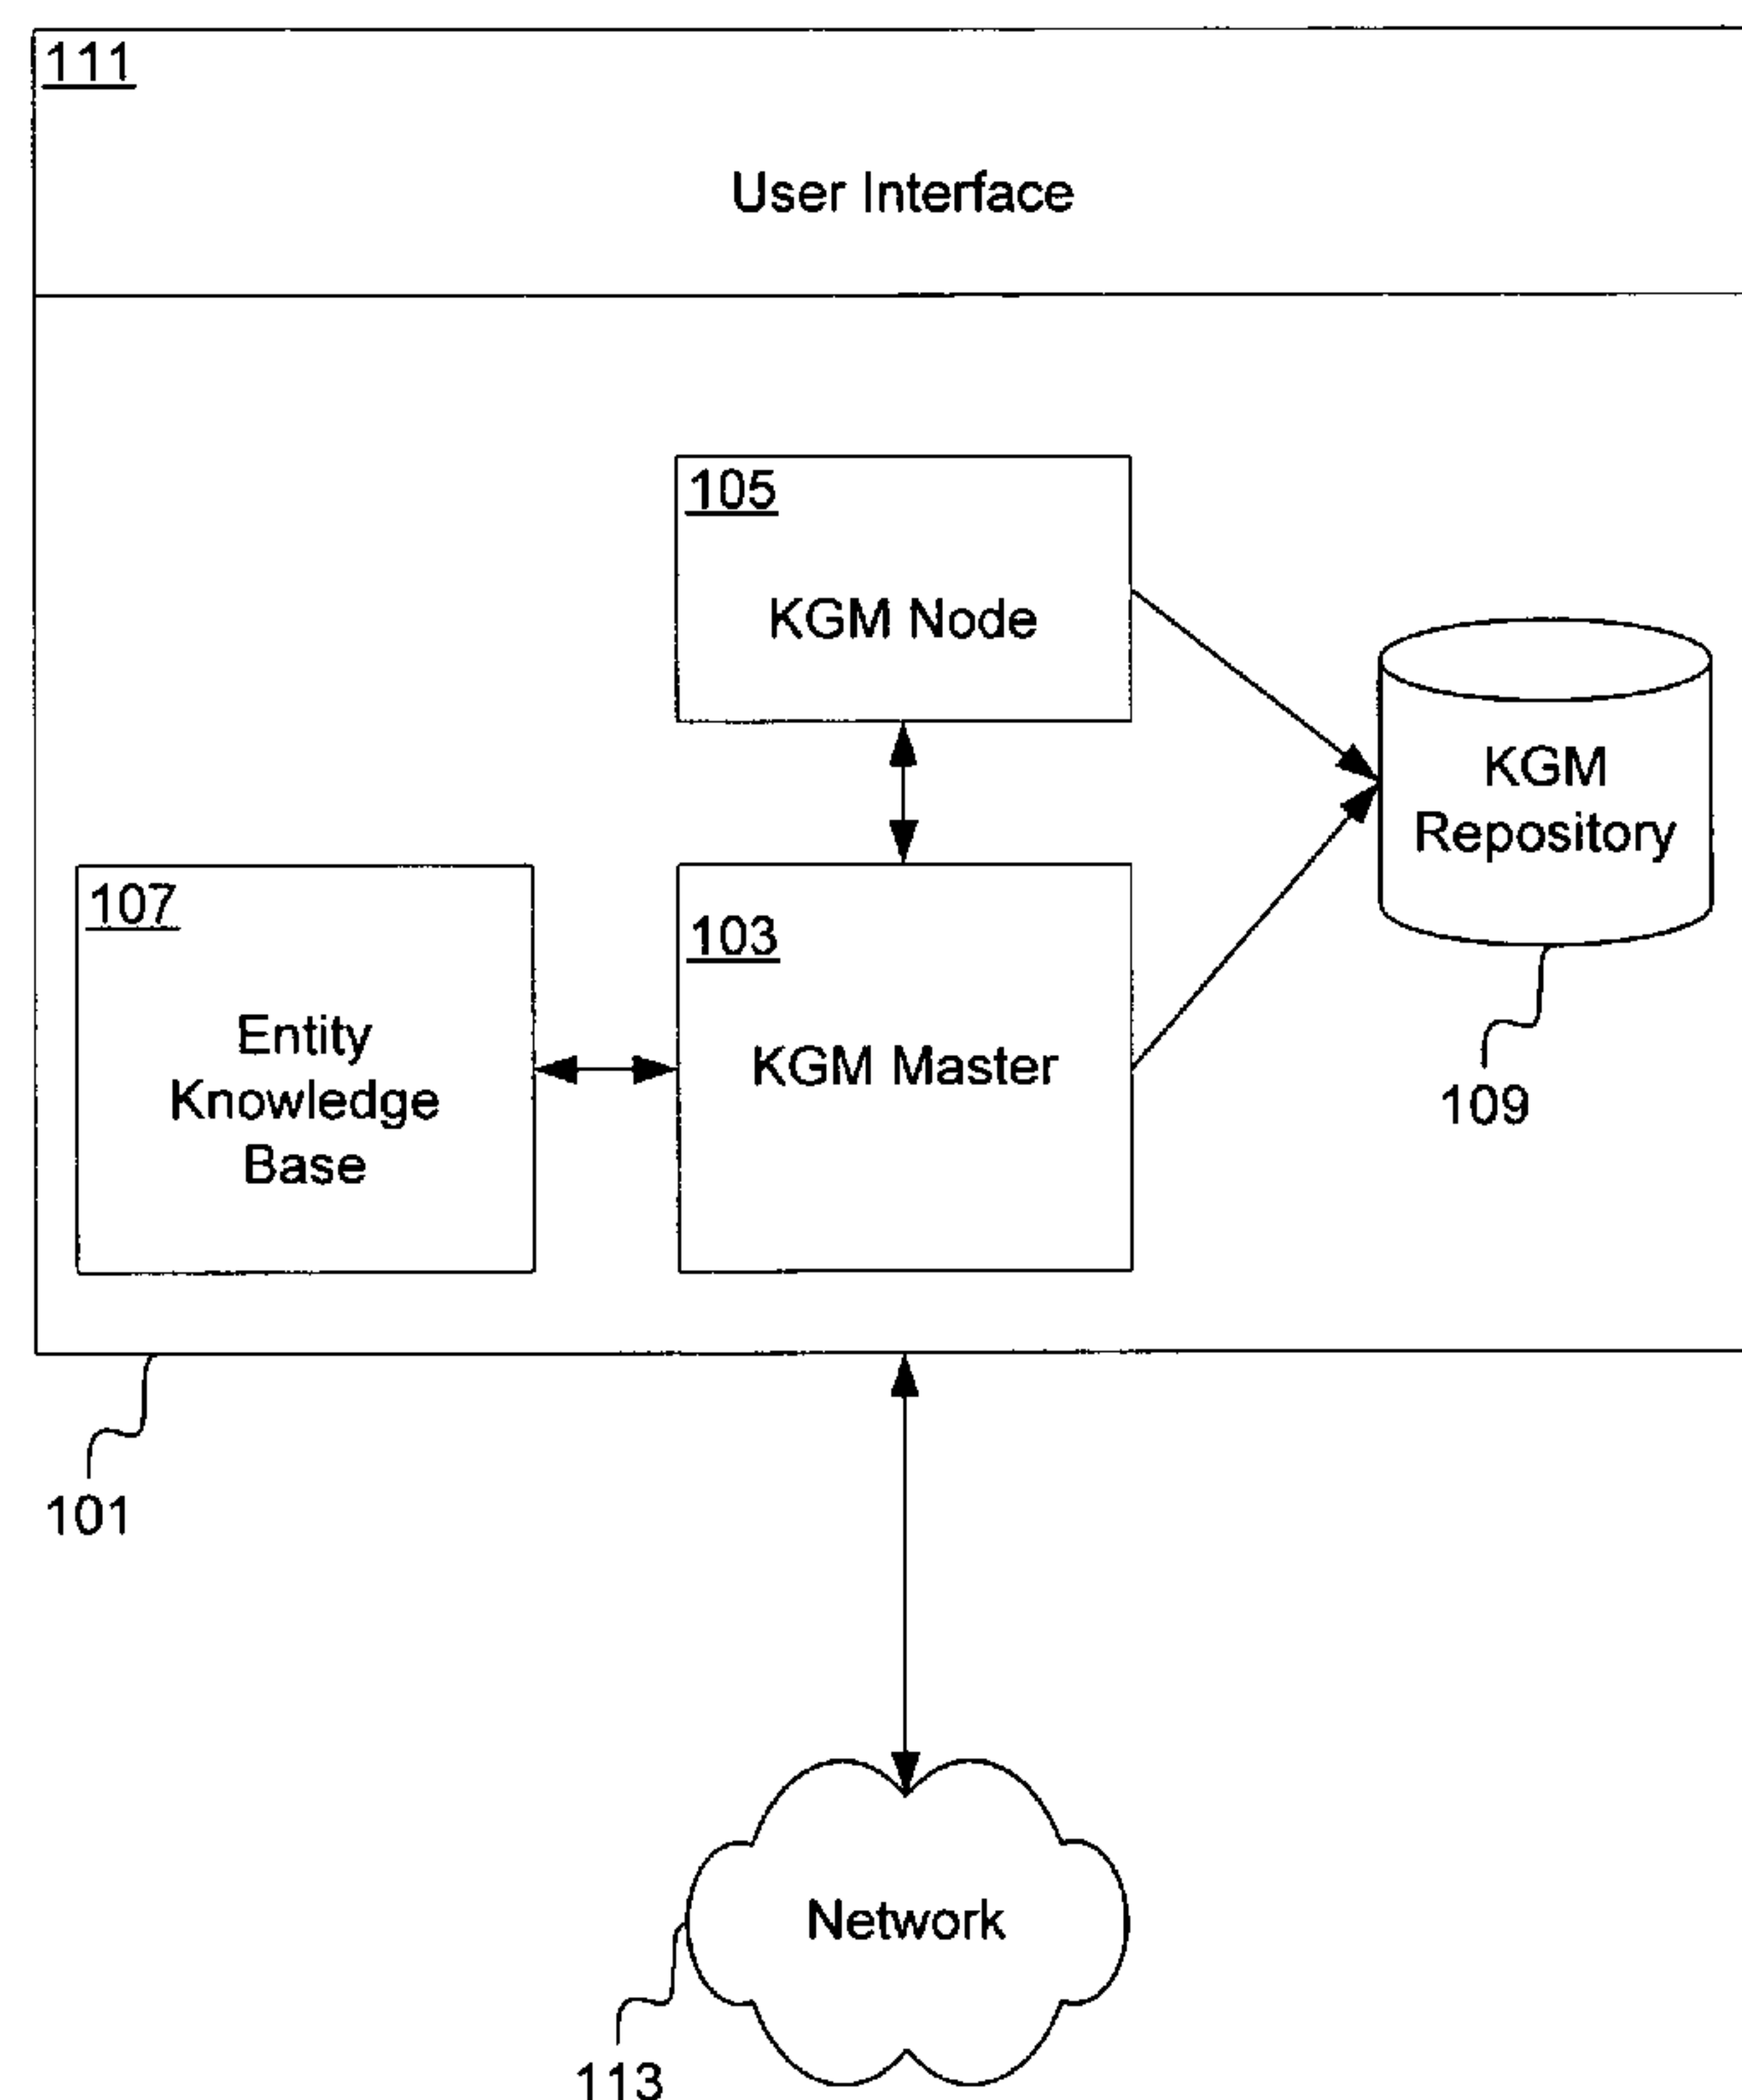 111
User Interface
105
KGM Node
KGM
Repository
107
103
Entity
Knowledge
Base
KGM Master
109
101
Network
113